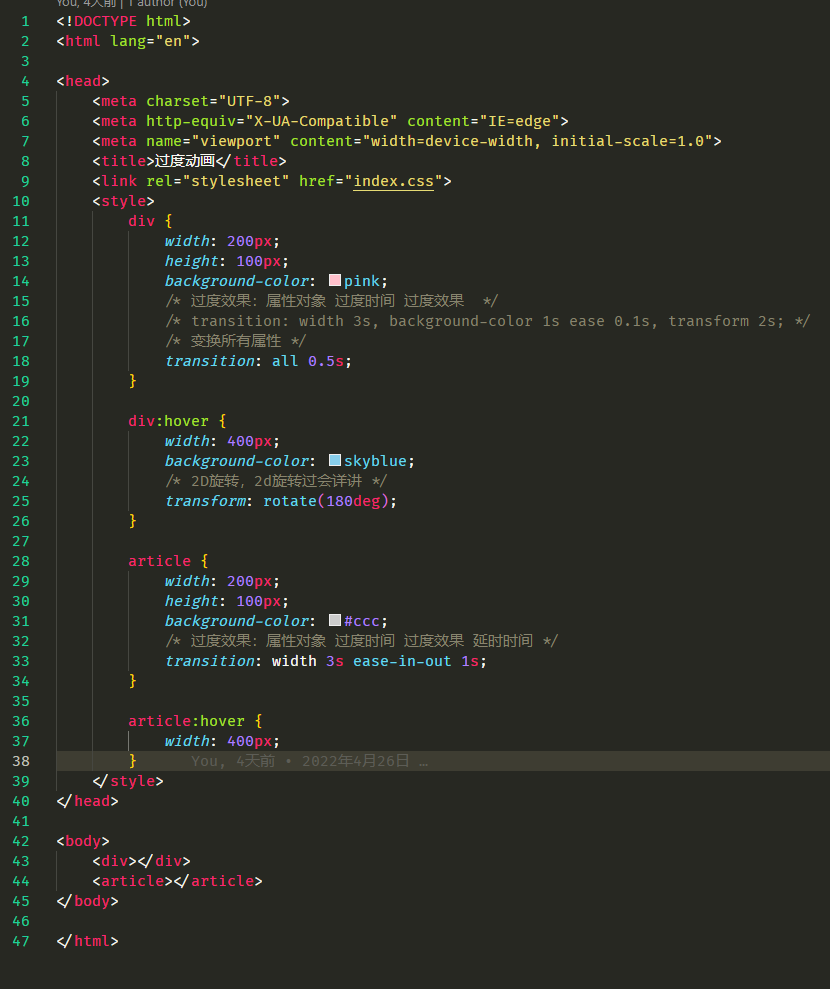 You, 4天前 | 1 author (You)
1 <!DOCTYPE html>
2 <html lang="en">
3
4 <head>
5     <meta charset="UTF-8">
6     <meta http-equiv="X-UA-Compatible" content="IE=edge">
7     <meta name="viewport" content="width=device-width, initial-scale=1.0">
8     <title>过度动画</title>
9     <link rel="stylesheet" href="index.css">
10     <style>
11         div {
12             width: 200px;
13             height: 100px;
14             background-color: pink;
15             /* 过度效果: 属性对象 过度时间 过度效果  */
16             /* transition: width 3s, background-color 1s ease 0.1s, transform 2s; */
17             /* 变换所有属性 */
18             transition: all 0.5s;
19         }
20
21         div:hover {
22             width: 400px;
23             background-color: skyblue;
24             /* 2D旋转, 2d旋转过会详讲 */
25             transform: rotate(180deg);
26         }
27
28         article {
29             width: 200px;
30             height: 100px;
31             background-color: #ccc;
32             /* 过度效果: 属性对象 过度时间 过度效果 延时时间 */
33             transition: width 3s ease-in-out 1s;
34         }
35
36         article:hover {
37             width: 400px;
38         }      You, 4天前 • 2022年4月26日 …
39     </style>
40 </head>
41
42 <body>
43     <div></div>
44     <article></article>
45 </body>
46
47 </html>